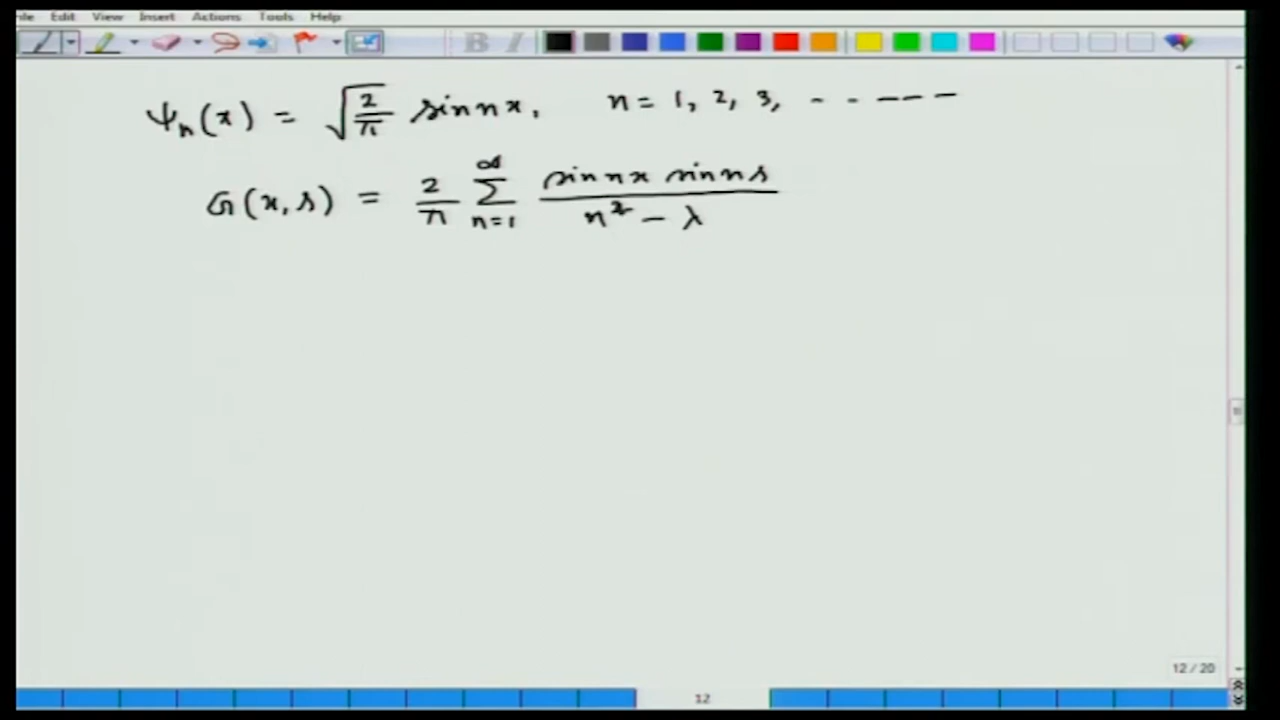 File Edit View Insert Actions Tools Help
B I
ψₙ(x) = √(2/π) sin nx, n = 1, 2, 3, - - - - -
G(x, s) = 2/π ∑_{n=1}^{∞} (sin nx sin ns)/(n² - λ)
12 / 20
12